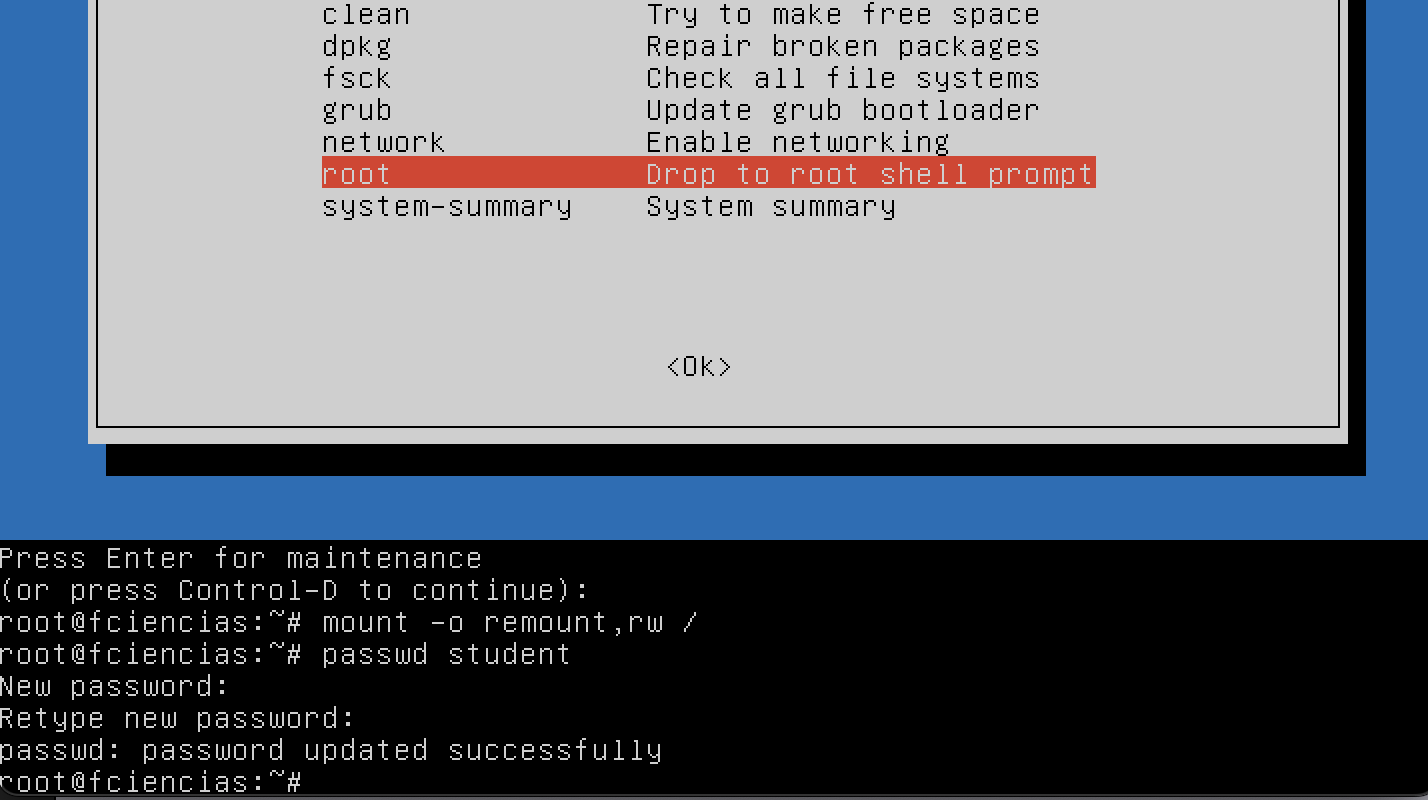 clean Try to make free space
dpkg Repair broken packages
fsck Check all file systems
grub Update grub bootloader
network Enable networking
root Drop to root shell prompt
system-summary System summary
<Ok>
Press Enter for maintenance
(or press Control-D to continue):
root@fciencias:~# mount -o remount,rw /
root@fciencias:~# passwd student
New password:
Retype new password:
passwd: password updated successfully
root@fciencias:~#